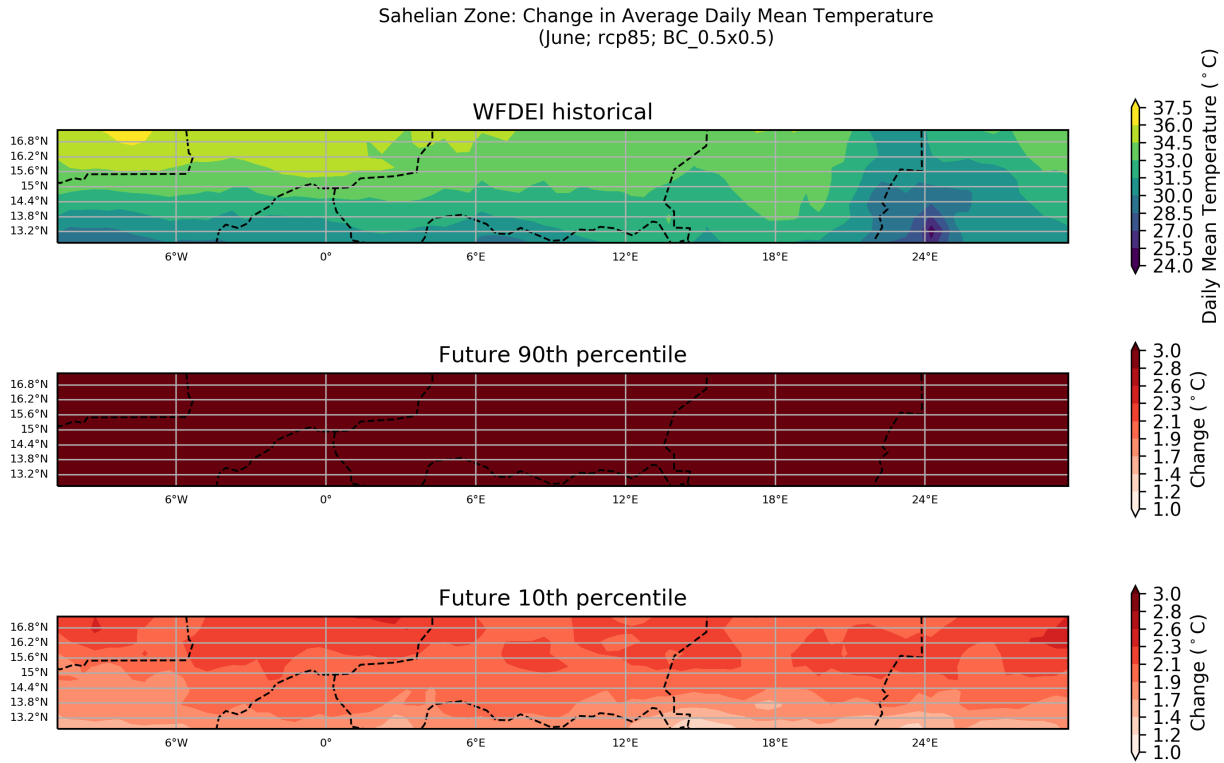 Sahelian Zone: Change in Average Daily Mean Temperature
(June; rcp85; BC_0.5x0.5)
WFDEI historical
16.8°N
16.2°N
15.6°N
15°N
14.4°N
13.8°N
13.2°N
6°W
0°
6°E
12°E
18°E
24°E
37.5
36.0
34.5
33.0
31.5
30.0
28.5
27.0
25.5
24.0
Daily Mean Temperature (°C)
Future 90th percentile
16.8°N
16.2°N
15.6°N
15°N
14.4°N
13.8°N
13.2°N
6°W
0°
6°E
12°E
18°E
24°E
3.0
2.8
2.6
2.3
2.1
1.9
1.7
1.4
1.2
1.0
Change (°C)
Future 10th percentile
16.8°N
16.2°N
15.6°N
15°N
14.4°N
13.8°N
13.2°N
6°W
0°
6°E
12°E
18°E
24°E
3.0
2.8
2.6
2.3
2.1
1.9
1.7
1.4
1.2
1.0
Change (°C)